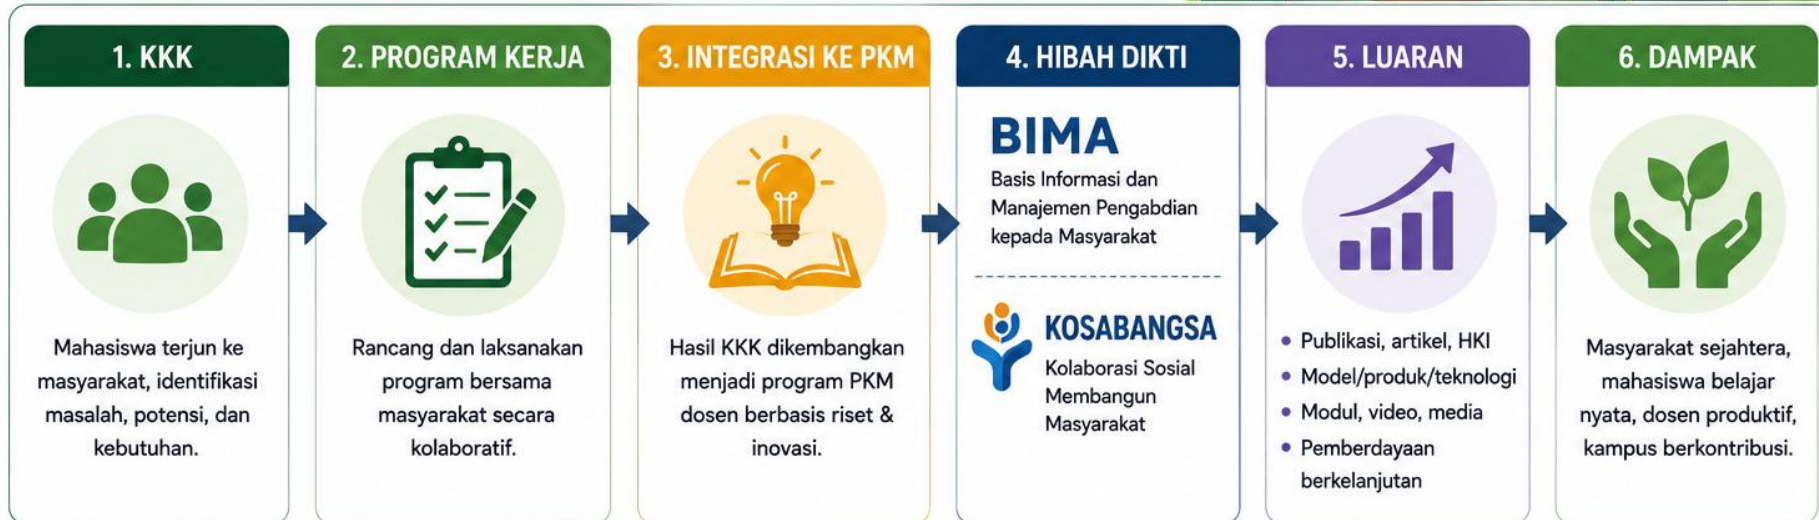 1. KKK
Mahasiswa terjun ke
masyarakat, identifikasi
masalah, potensi, dan
kebutuhan.
2. PROGRAM KERJA
Rancang dan laksanakan
program bersama
masyarakat secara
kolaboratif.
3. INTEGRASI KE PKM
Hasil KKK dikembangkan
menjadi program PKM
dosen berbasis riset &
inovasi.
4. HIBAH DIKTI
BIMA
Basis Informasi dan
Manajemen Pengabdian
kepada Masyarakat
KOSABANGSA
Kolaborasi Sosial
Membangun
Masyarakat
5. LUARAN
• Publikasi, artikel, HKI
• Model/produk/teknologi
• Modul, video, media
• Pemberdayaan
berkelanjutan
6. DAMPAK
Masyarakat sejahtera,
mahasiswa belajar
nyata, dosen produktif,
kampus berkontribusi.